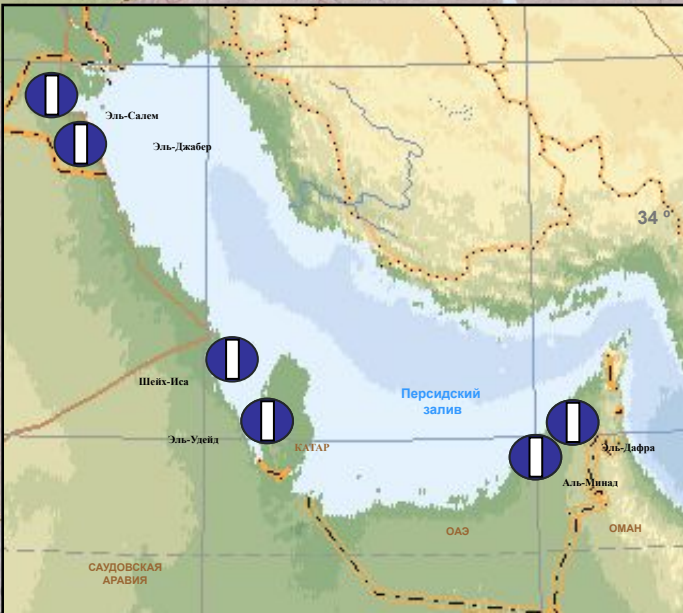 Эль-Салем
Эль-Джабер
34 º
Шейх-Иса
Персидский
залив
Эль-Удейд
КАТАР
Эль-Дафра
Аль-Минад
ОАЭ
ОМАН
САУДОВСКАЯ
АРАВИЯ